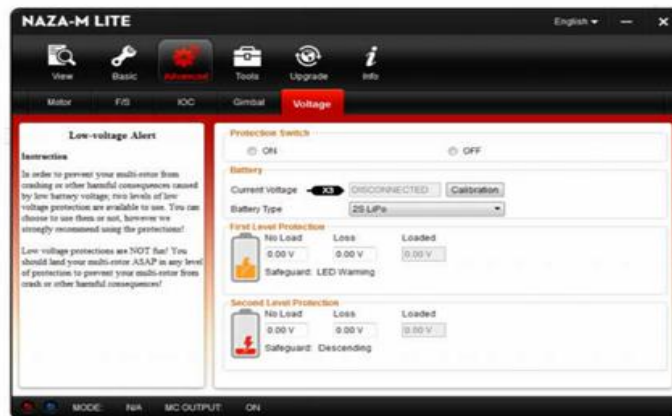 NAZA-M LITE
English
View Basic Advanced Tools Upgrade Info
Motor F/S IOC Gimbal Voltage
Low-voltage Alert
Instruction
In order to prevent your multi-rotor from
crashing or other harmful consequences caused
by low battery voltage, two levels of low
voltage protections are available to use. You can
choose to use them or not, however we
strongly recommend using the protections!
Low voltage protections are NOT fun! You
should land your multi-rotor ASAP in any level
of protection to prevent your multi-rotor from
crash or other harmful consequences!
Protection Switch
ON OFF
Battery
Current Voltage X3 DISCONNECTED Calibration
Battery Type 2S LiPo
First Level Protection
No Load Loss Loaded
0.00 V 0.00 V 0.00 V
Safeguard: LED Warning
Second Level Protection
No Load Loss Loaded
0.00 V 0.00 V 0.00 V
Safeguard: Descending
MODE: N/A MC OUTPUT: ON